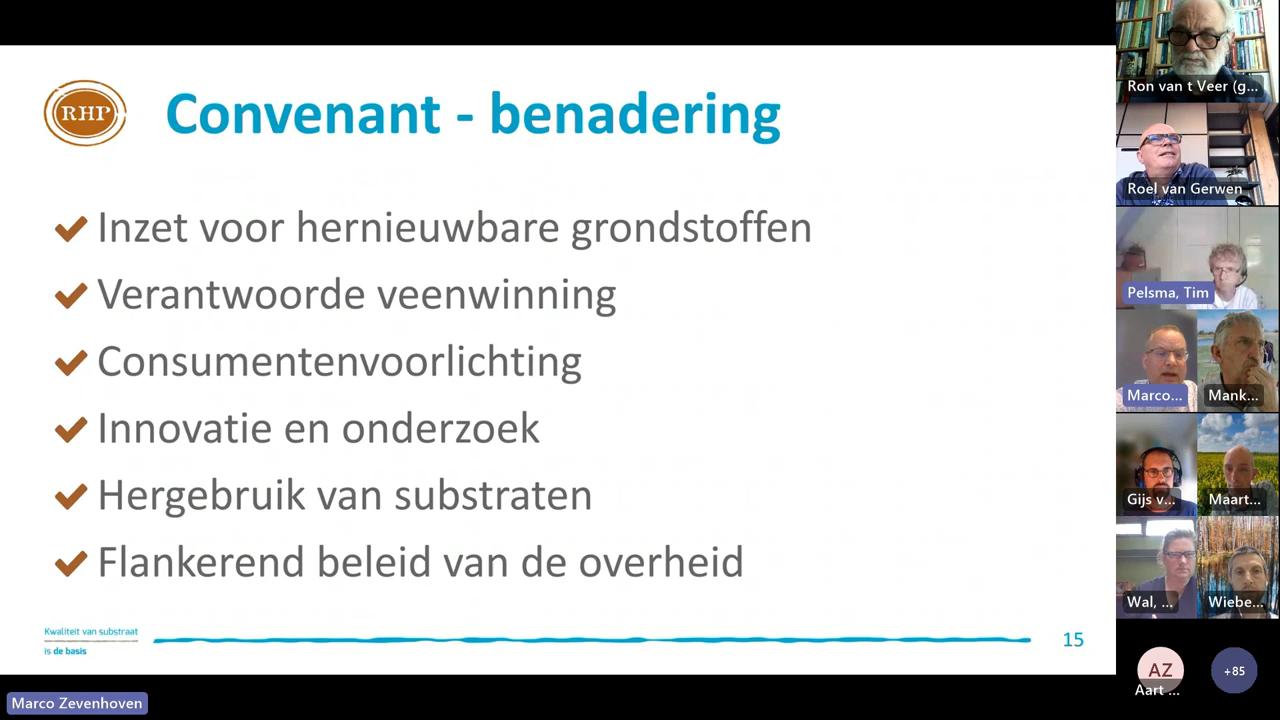 RHP
Convenant - benadering
Inzet voor hernieuwbare grondstoffen
Verantwoorde veenwinning
Consumentenvoorlichting
Innovatie en onderzoek
Hergebruik van substraten
Flankerend beleid van de overheid
Kwaliteit van substraat
is de basis
15
Marco Zevenhoven
Ron van t Veer (g...
Roel van Gerwen
Pelsma, Tim
Marco...
Mank...
Gijs v...
Maart...
Wal, ...
Wiebe...
AZ
Aart ...
+85